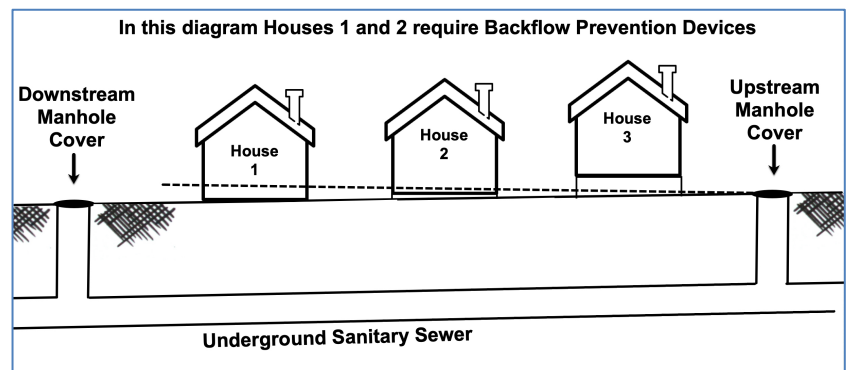 In this diagram Houses 1 and 2 require Backflow Prevention Devices
Downstream
Manhole
Cover
House
1
House
2
House
3
Upstream
Manhole
Cover
Underground Sanitary Sewer